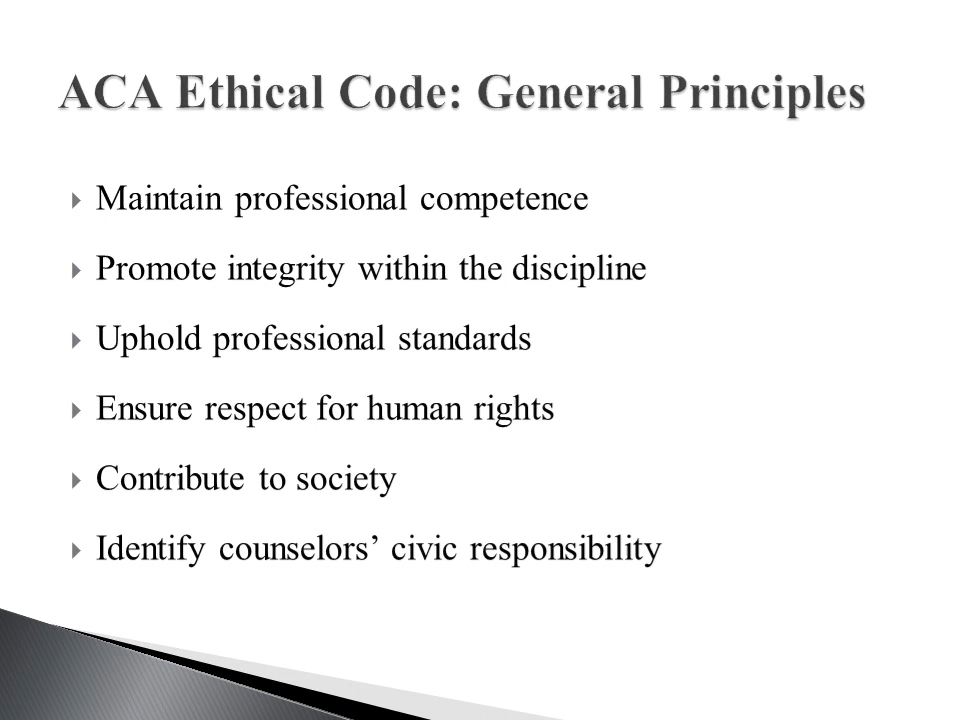 ACA Ethical Code: General Principles
Maintain professional competence
Promote integrity within the discipline
Uphold professional standards
Ensure respect for human rights
Contribute to society
Identify counselors’ civic responsibility